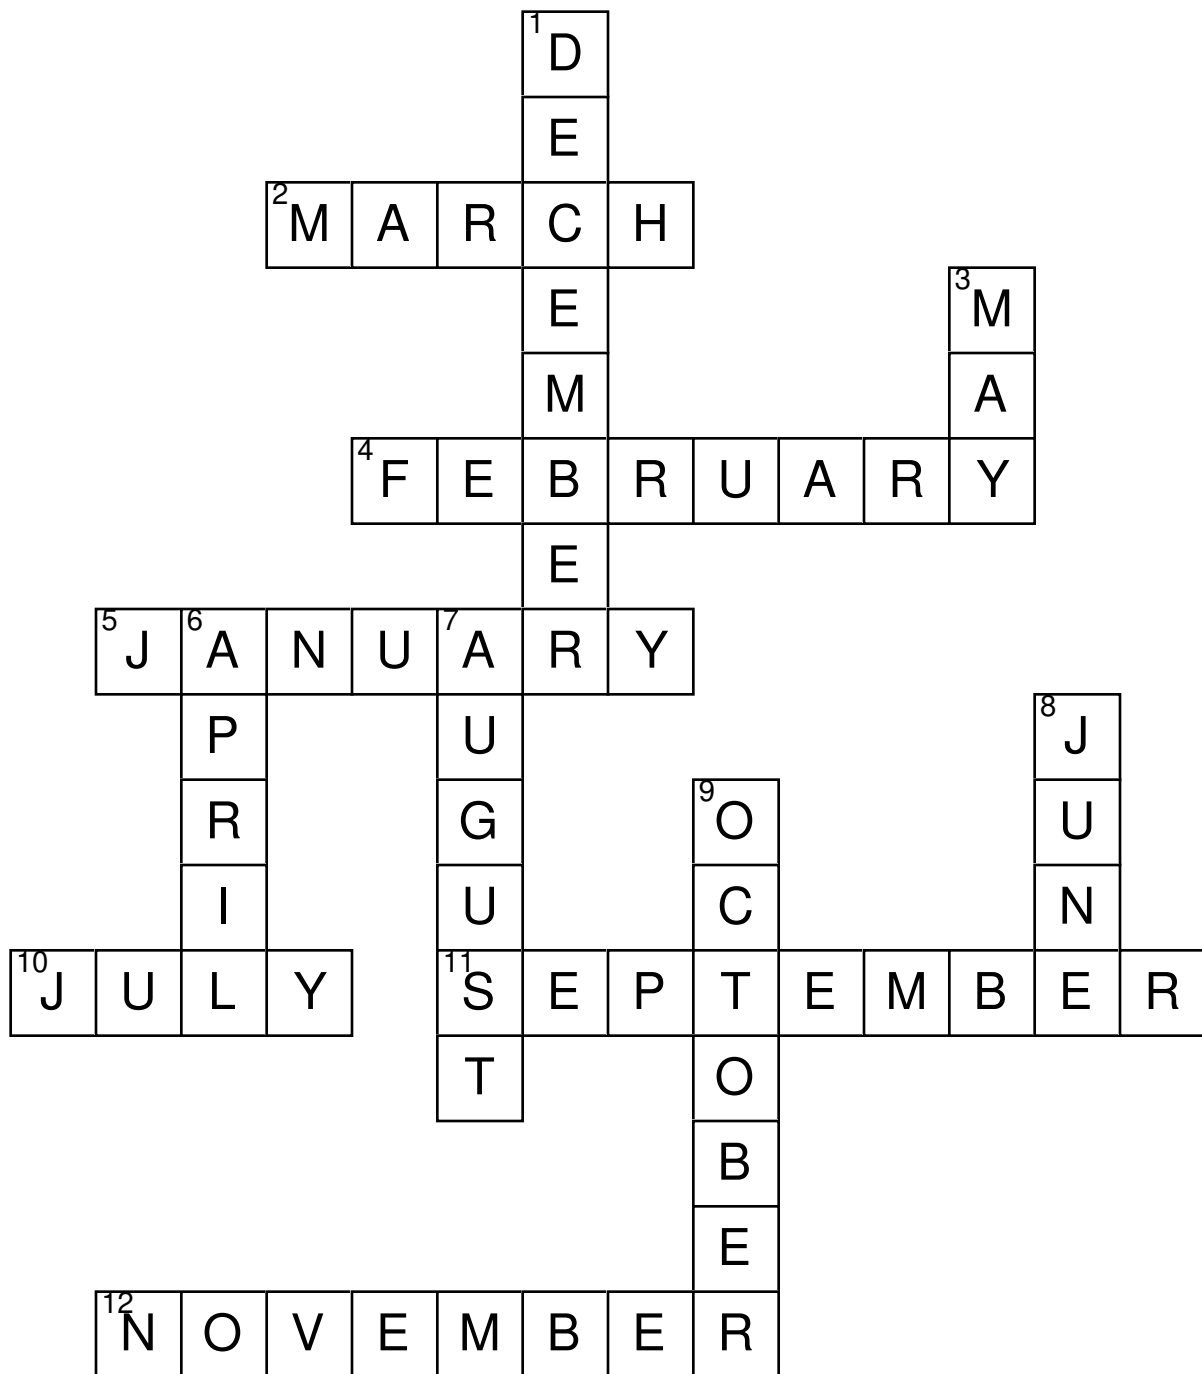 1 D
E
2 M A R C H
E 3 M
M A
4 F E B R U A R Y
E
5 J 6 A N U 7 A R Y
P U 8 J
R G 9 O U
I U C N
10 J U L Y 11 S E P T E M B E R
T O
B
E
12 N O V E M B E R